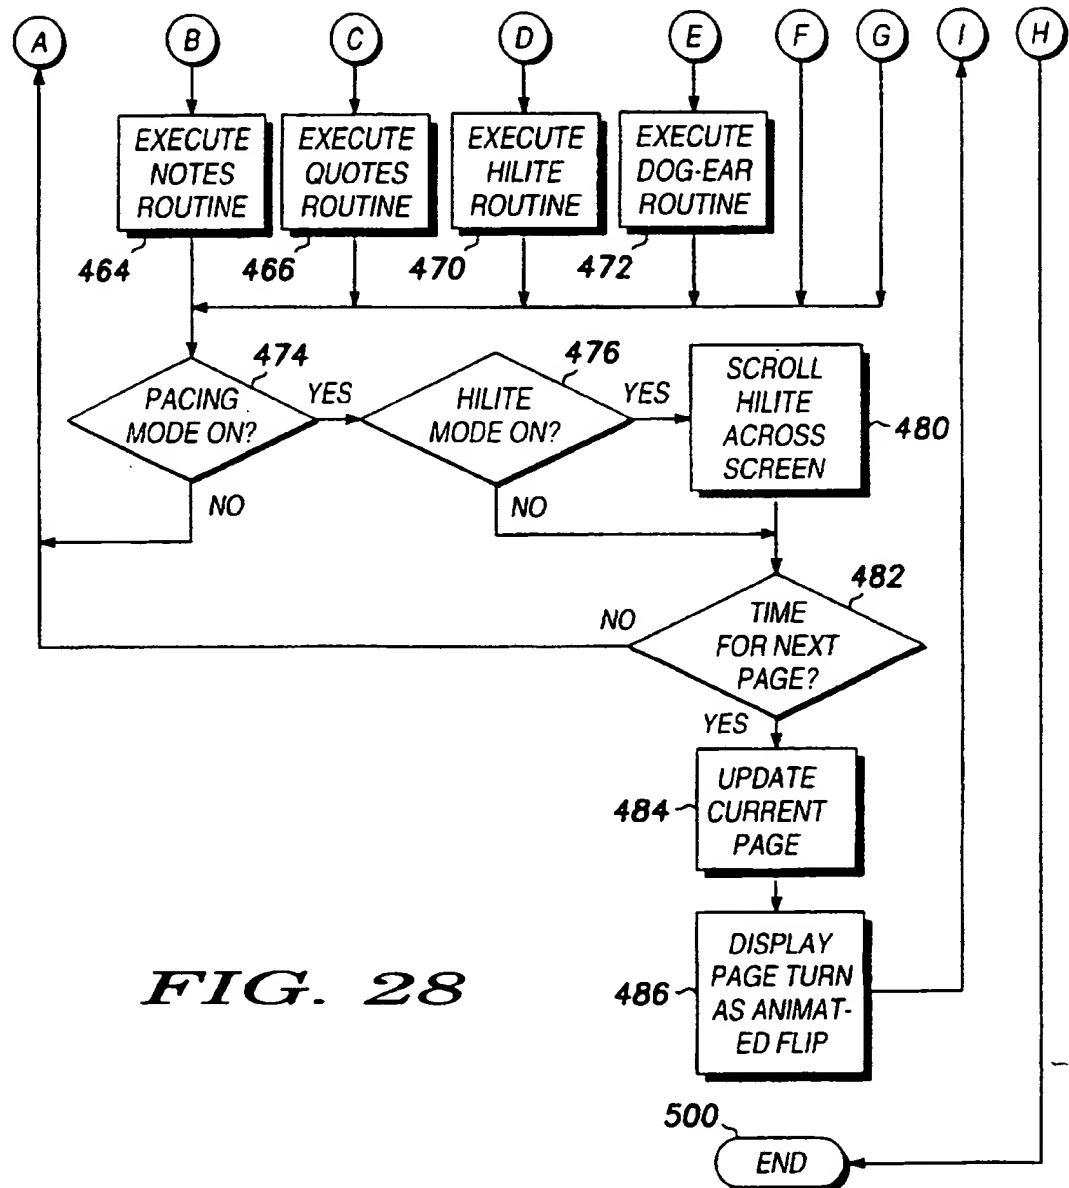 A B C D E F G I H
EXECUTE
NOTES
ROUTINE
464
EXECUTE
QUOTES
ROUTINE
466
EXECUTE
HILITE
ROUTINE
470
EXECUTE
DOG-EAR
ROUTINE
472
PACING
MODE ON?
474
YES
NO
HILITE
MODE ON?
476
YES
NO
SCROLL
HILITE
ACROSS
SCREEN
480
TIME
FOR NEXT
PAGE?
482
NO
YES
UPDATE
CURRENT
PAGE
484
DISPLAY
PAGE TURN
AS ANIMAT-
ED FLIP
486
FIG. 28
500
END